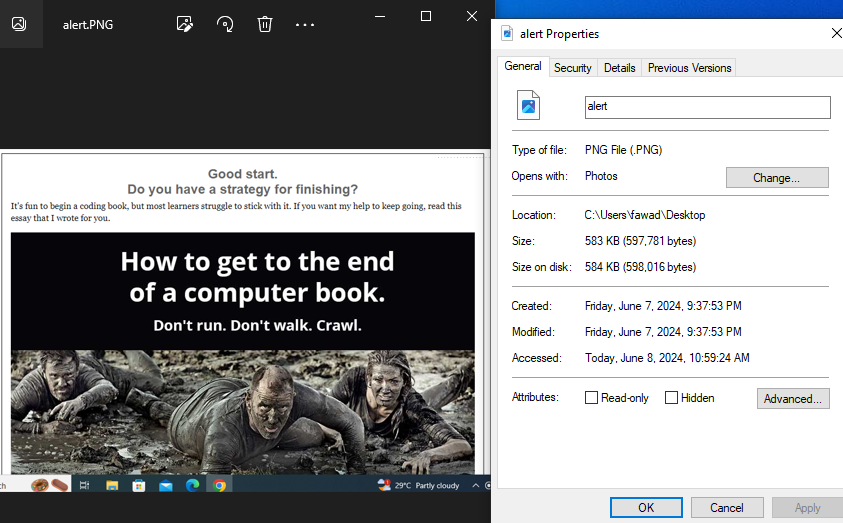 alert.PNG
Good start.
Do you have a strategy for finishing?
It's fun to begin a coding book, but most learners struggle to stick with it. If you want my help to keep going, read this
essay that I wrote for you.
How to get to the end
of a computer book.
Don't run. Don't walk. Crawl.
ch
29°C Partly cloudy
alert Properties
General Security Details Previous Versions
alert
Type of file: PNG File (.PNG)
Opens with: Photos Change...
Location: C:\Users\fawad\Desktop
Size: 583 KB (597,781 bytes)
Size on disk: 584 KB (598,016 bytes)
Created: Friday, June 7, 2024, 9:37:53 PM
Modified: Friday, June 7, 2024, 9:37:53 PM
Accessed: Today, June 8, 2024, 10:59:24 AM
Attributes: Read-only Hidden Advanced...
OK Cancel Apply